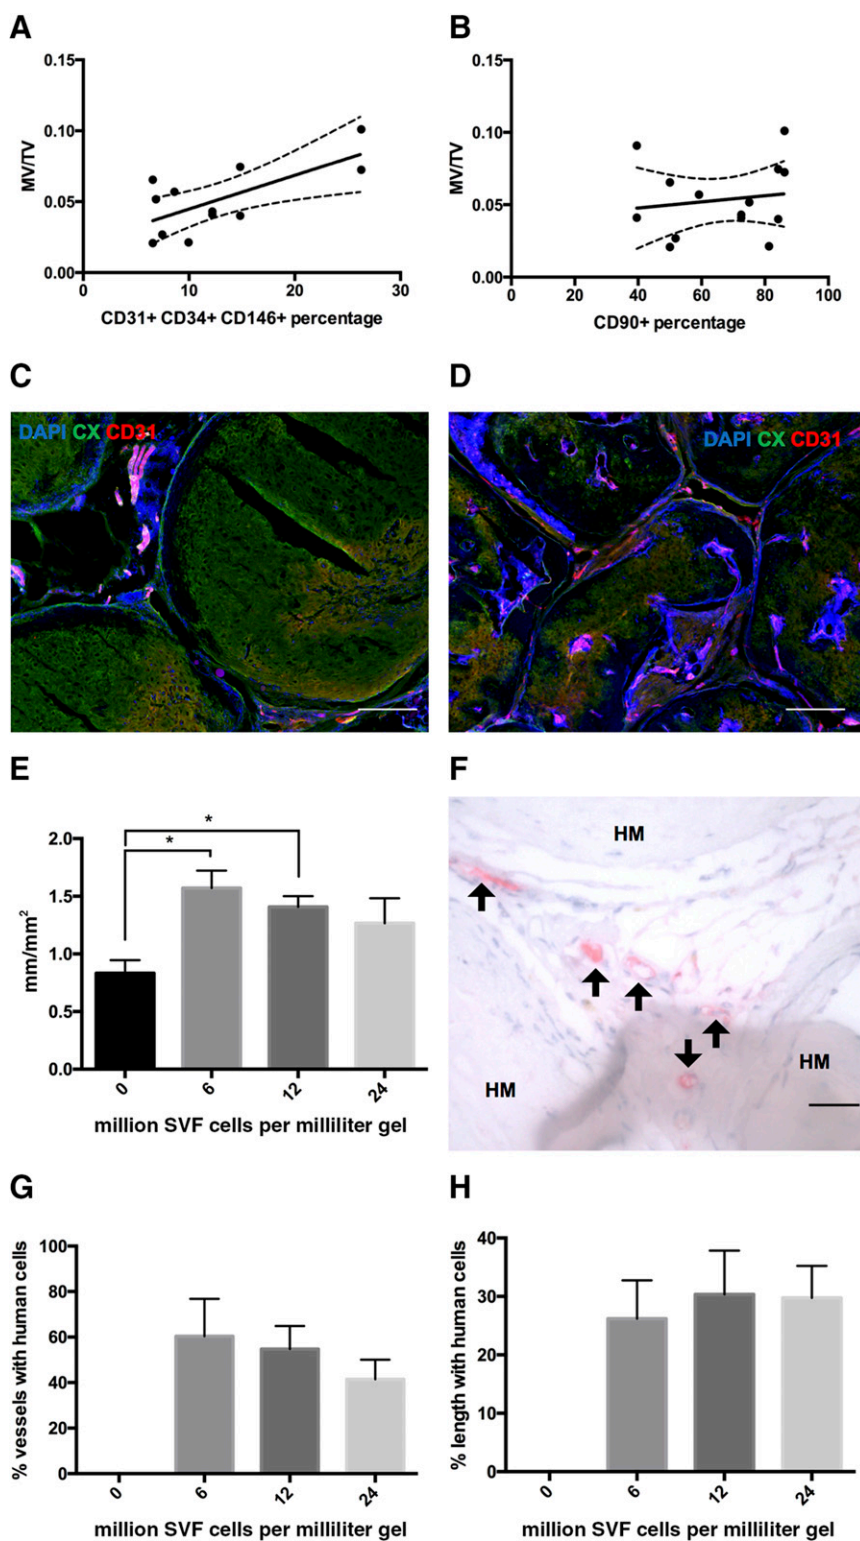 A
B
0.15
0.10
0.05
0.00
MV/TV
0
10
20
30
CD31+ CD34+ CD146+ percentage
0.15
0.10
0.05
0.00
MV/TV
0
20
40
60
80
100
CD90+ percentage
C
D
DAPI CX CD31
DAPI CX CD31
E
F
2.0
1.5
1.0
0.5
0.0
mm/mm²
*
*
0
6
12
24
million SVF cells per milliliter gel
HM
HM
HM
G
H
100
80
60
40
20
0
% vessels with human cells
0
6
12
24
million SVF cells per milliliter gel
40
30
20
10
0
% length with human cells
0
6
12
24
million SVF cells per milliliter gel